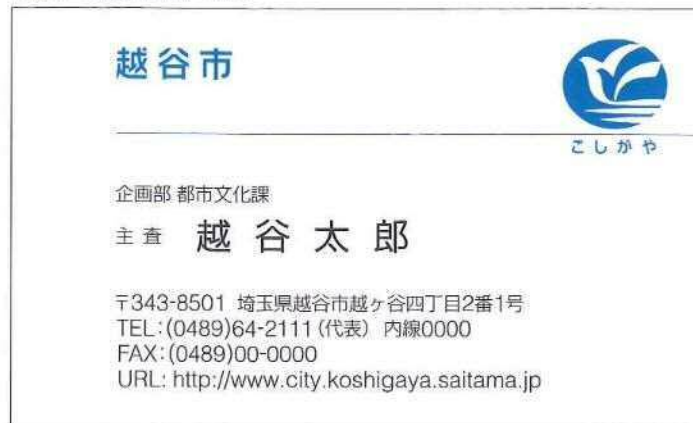 越谷市
こしがや
企画部 都市文化課
主査 越谷太郎
〒343-8501 埼玉県越谷市越ヶ谷四丁目2番1号
TEL:(0489)64-2111(代表) 内線0000
FAX:(0489)00-0000
URL: http://www.city.koshigaya.saitama.jp